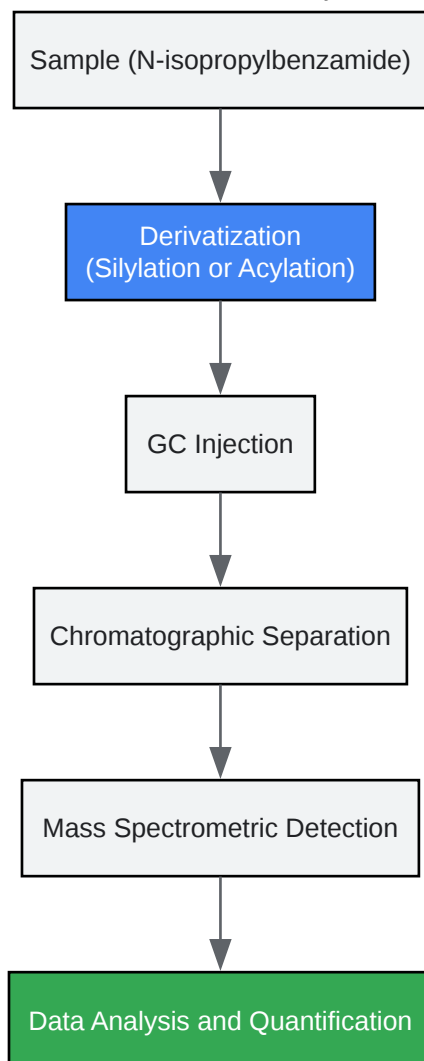 Sample (N-isopropylbenzamide)
Derivatization
(Silylation or Acylation)
GC Injection
Chromatographic Separation
Mass Spectrometric Detection
Data Analysis and Quantification